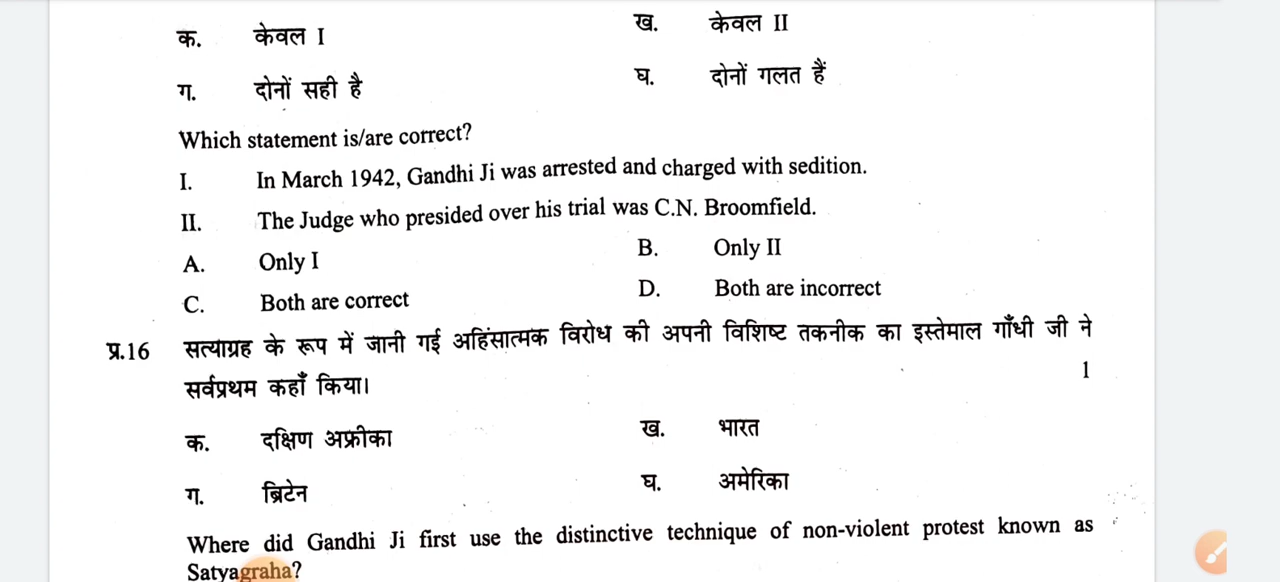 क. केवल I ख. केवल II
ग. दोनों सही है घ. दोनों गलत हैं
Which statement is/are correct?
I. In March 1942, Gandhi Ji was arrested and charged with sedition.
II. The Judge who presided over his trial was C.N. Broomfield.
A. Only I B. Only II
C. Both are correct D. Both are incorrect
प्र.16 सत्याग्रह के रूप में जानी गई अहिंसात्मक विरोध की अपनी विशिष्ट तकनीक का इस्तेमाल गाँधी जी ने
सर्वप्रथम कहाँ किया। 1
क. दक्षिण अफ्रीका ख. भारत
ग. ब्रिटेन घ. अमेरिका
Where did Gandhi Ji first use the distinctive technique of non-violent protest known as
Satyagraha?